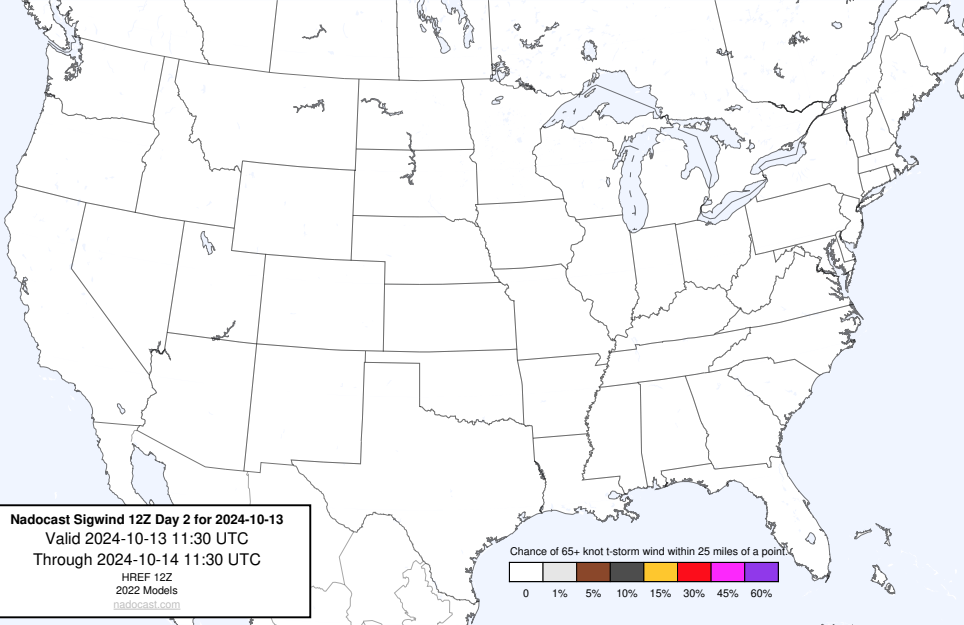 Nadocast Sigwind 12Z Day 2 for 2024-10-13
Valid 2024-10-13 11:30 UTC
Through 2024-10-14 11:30 UTC
HREF 12Z
2022 Models
nadocast.com
Chance of 65+ knot t-storm wind within 25 miles of a point.
0 1% 5% 10% 15% 30% 45% 60%